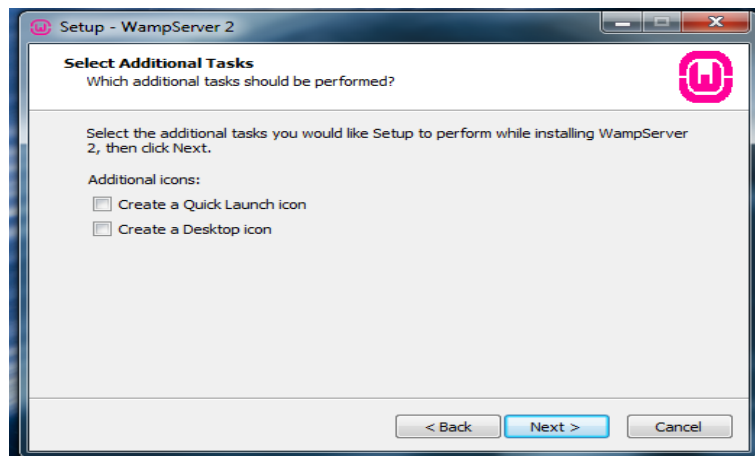 Setup - WampServer 2
Select Additional Tasks
Which additional tasks should be performed?
Select the additional tasks you would like Setup to perform while installing WampServer
2, then click Next.
Additional icons:
Create a Quick Launch icon
Create a Desktop icon
< Back Next > Cancel